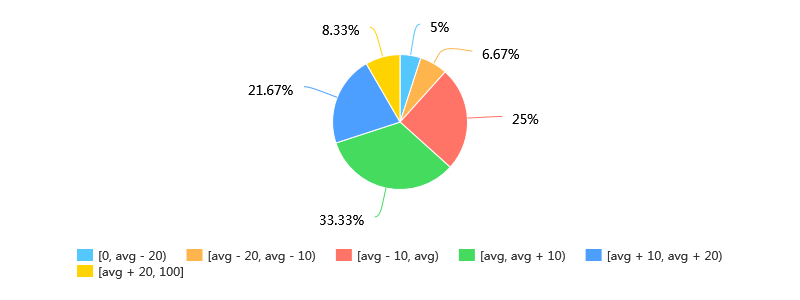 8.33%
5%
6.67%
21.67%
25%
33.33%
[0, avg - 20)
[avg - 20, avg - 10)
[avg - 10, avg)
[avg, avg + 10)
[avg + 10, avg + 20)
[avg + 20, 100]